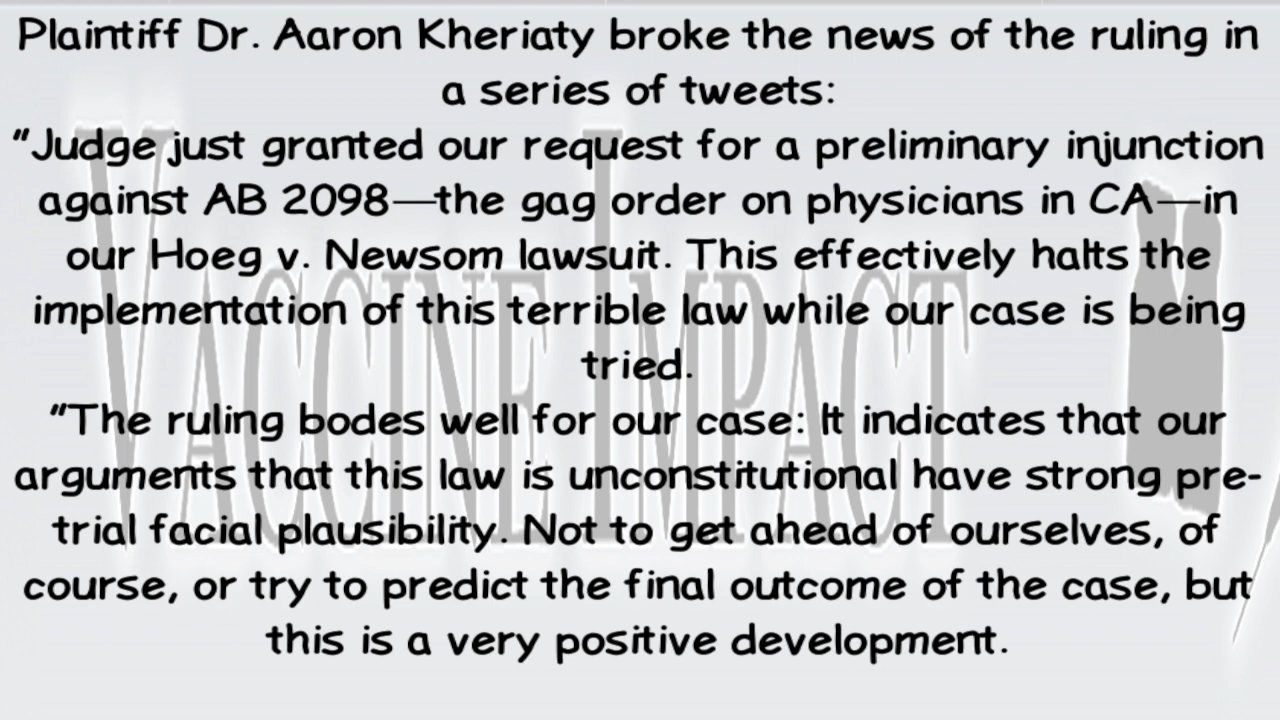 Plaintiff Dr. Aaron Kheriaty broke the news of the ruling in
a series of tweets:
"Judge just granted our request for a preliminary injunction
against AB 2098—the gag order on physicians in CA—in
our Hoeg v. Newsom lawsuit. This effectively halts the
implementation of this terrible law while our case is being
tried.
"The ruling bodes well for our case: It indicates that our
arguments that this law is unconstitutional have strong pre-
trial facial plausibility. Not to get ahead of ourselves, of
course, or try to predict the final outcome of the case, but
this is a very positive development.
VACCINE IMPACT